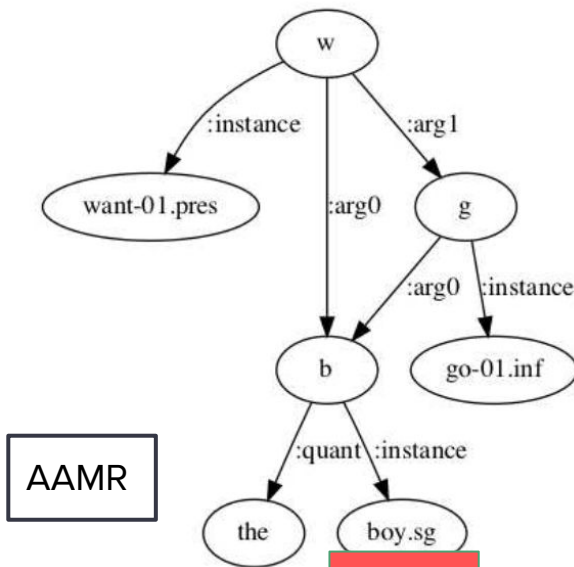 w
:instance
:arg1
want-01.pres
:arg0
g
:arg0
:instance
b
go-01.inf
:quant
:instance
AAMR
the
boy.sg